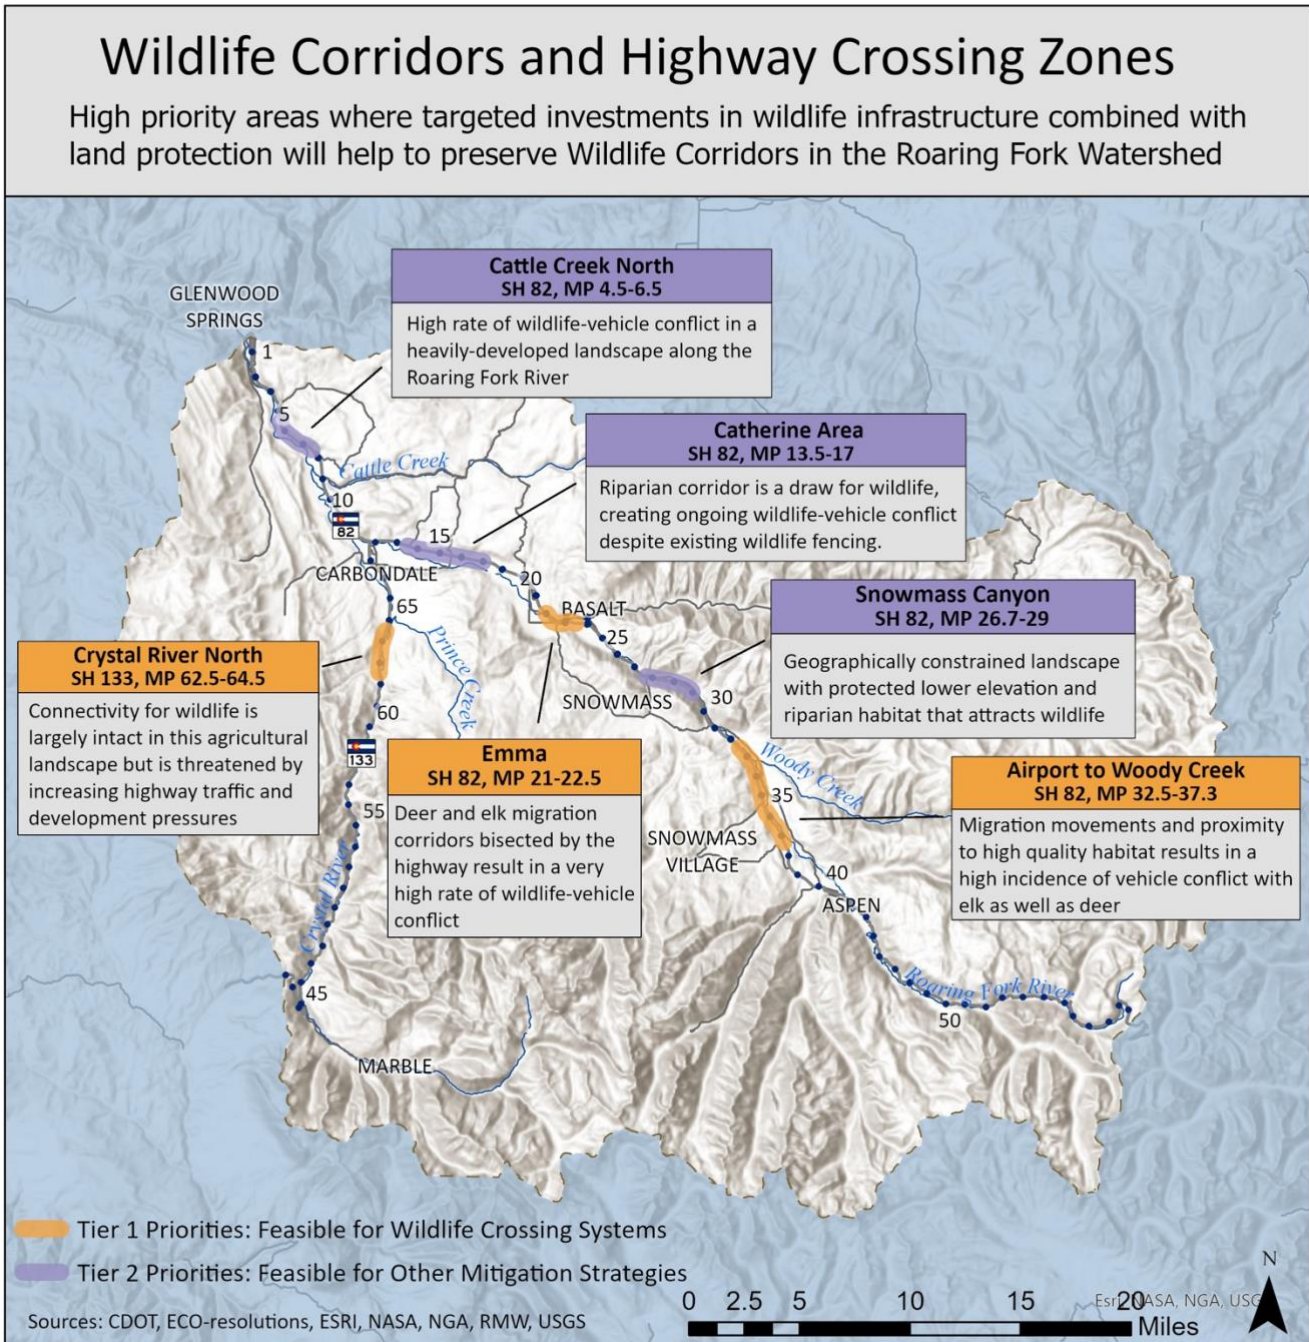 Wildlife Corridors and Highway Crossing Zones
High priority areas where targeted investments in wildlife infrastructure combined with
land protection will help to preserve Wildlife Corridors in the Roaring Fork Watershed
Cattle Creek North
SH 82, MP 4.5-6.5
High rate of wildlife-vehicle conflict in a
heavily-developed landscape along the
Roaring Fork River
GLENWOOD
SPRINGS
1
5
Catherine Area
SH 82, MP 13.5-17
Riparian corridor is a draw for wildlife,
creating ongoing wildlife-vehicle conflict
despite existing wildlife fencing.
Cattle Creek
10
82
15
CARBONDALE
20
BASALT
65
25
Snowmass Canyon
SH 82, MP 26.7-29
Geographically constrained landscape
with protected lower elevation and
riparian habitat that attracts wildlife
Crystal River North
SH 133, MP 62.5-64.5
Connectivity for wildlife is
largely intact in this agricultural
landscape but is threatened by
increasing highway traffic and
development pressures
Prince Creek
SNOWMASS
30
60
133
Emma
SH 82, MP 21-22.5
Deer and elk migration
corridors bisected by the
highway result in a very
high rate of wildlife-vehicle
conflict
Woody Creek
Airport to Woody Creek
SH 82, MP 32.5-37.3
Migration movements and proximity
to high quality habitat results in a
high incidence of vehicle conflict with
elk as well as deer
55
35
SNOWMASS
VILLAGE
40
ASPEN
Crystal River
45
Roaring Fork River
50
MARBLE
Tier 1 Priorities: Feasible for Wildlife Crossing Systems
Tier 2 Priorities: Feasible for Other Mitigation Strategies
N
Sources: CDOT, ECO-resolutions, ESRI, NASA, NGA, RMW, USGS
0 2.5 5 10 15 20
Miles
Esri, NASA, NGA, USG